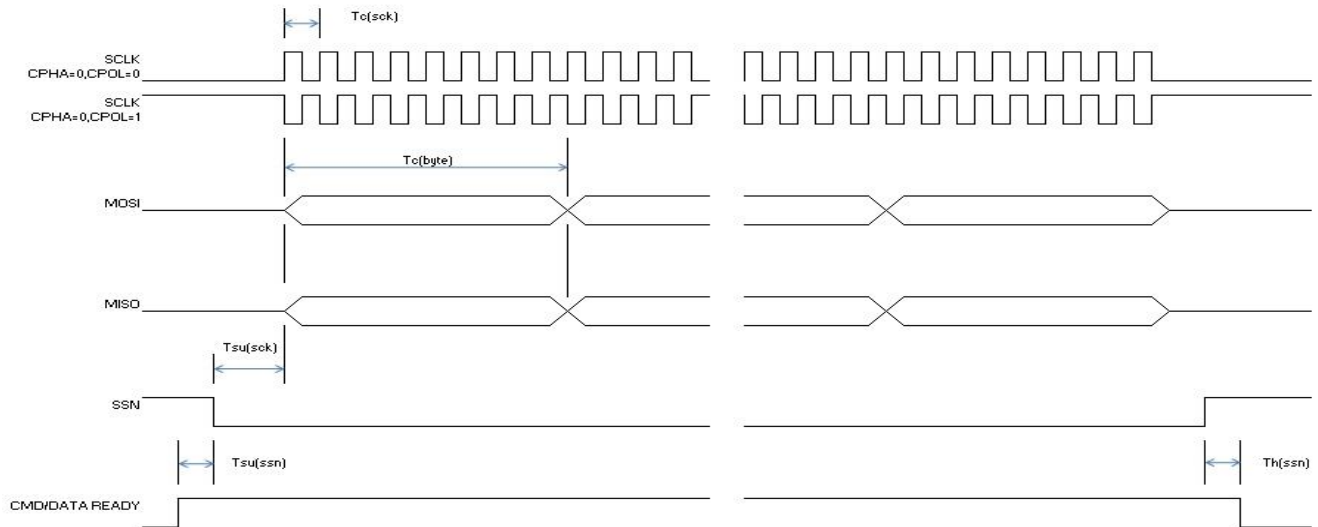 Tc(sck)
SCLK
CPHA=0,CPOL=0
SCLK
CPHA=0,CPOL=1
Tc(byte)
MOSI
MISO
Tsu(sck)
SSN
Tsu(ssn)
Th(ssn)
CMD/DATA READY